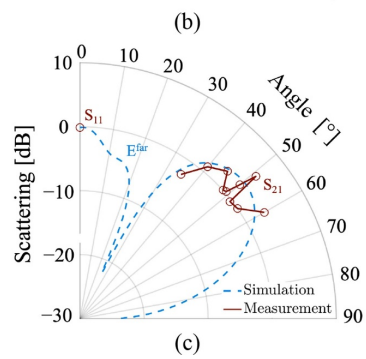 (b)
0
10
20
30
40
50
60
70
80
90
Angle [°]
10
0
−10
−20
−30
Scattering [dB]
S11
E^far
S21
Simulation
Measurement
(c)